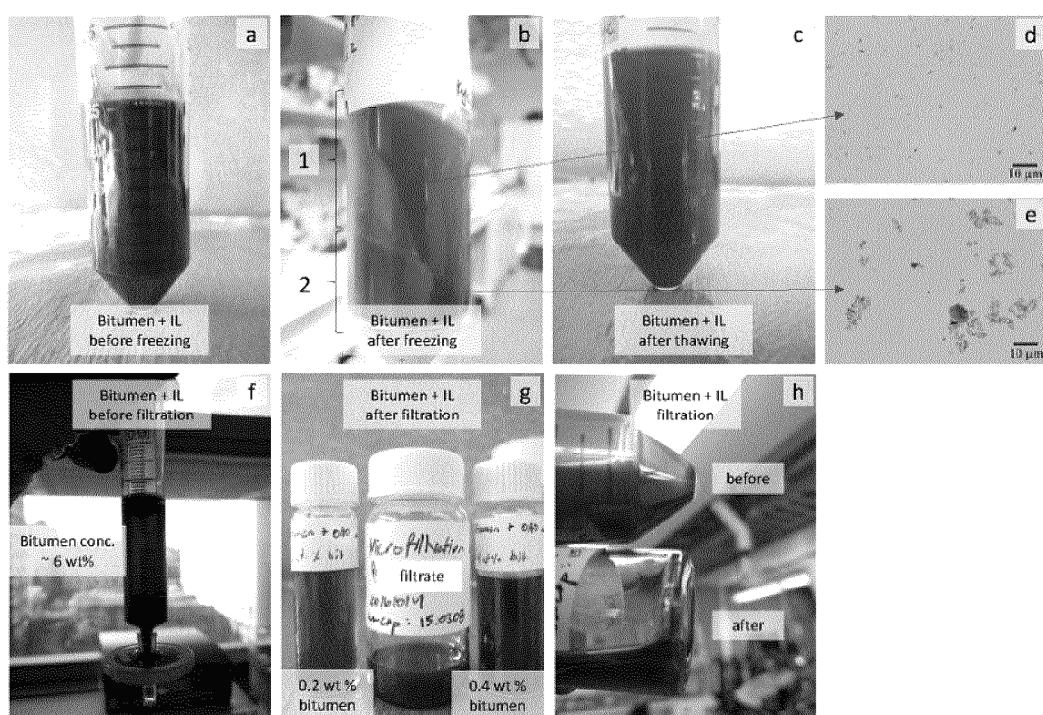 a
b
c
d
10 µm
1
2
e
10 µm
Bitumen + IL
before freezing
Bitumen + IL
after freezing
Bitumen + IL
after thawing
Bitumen + IL
before filtration
f
Bitumen conc.
~ 6 wt%
Bitumen + IL
after filtration
g
Microfiltration
filtrate
0.2 wt %
bitumen
0.4 wt %
bitumen
Bitumen + IL
filtration
h
before
after